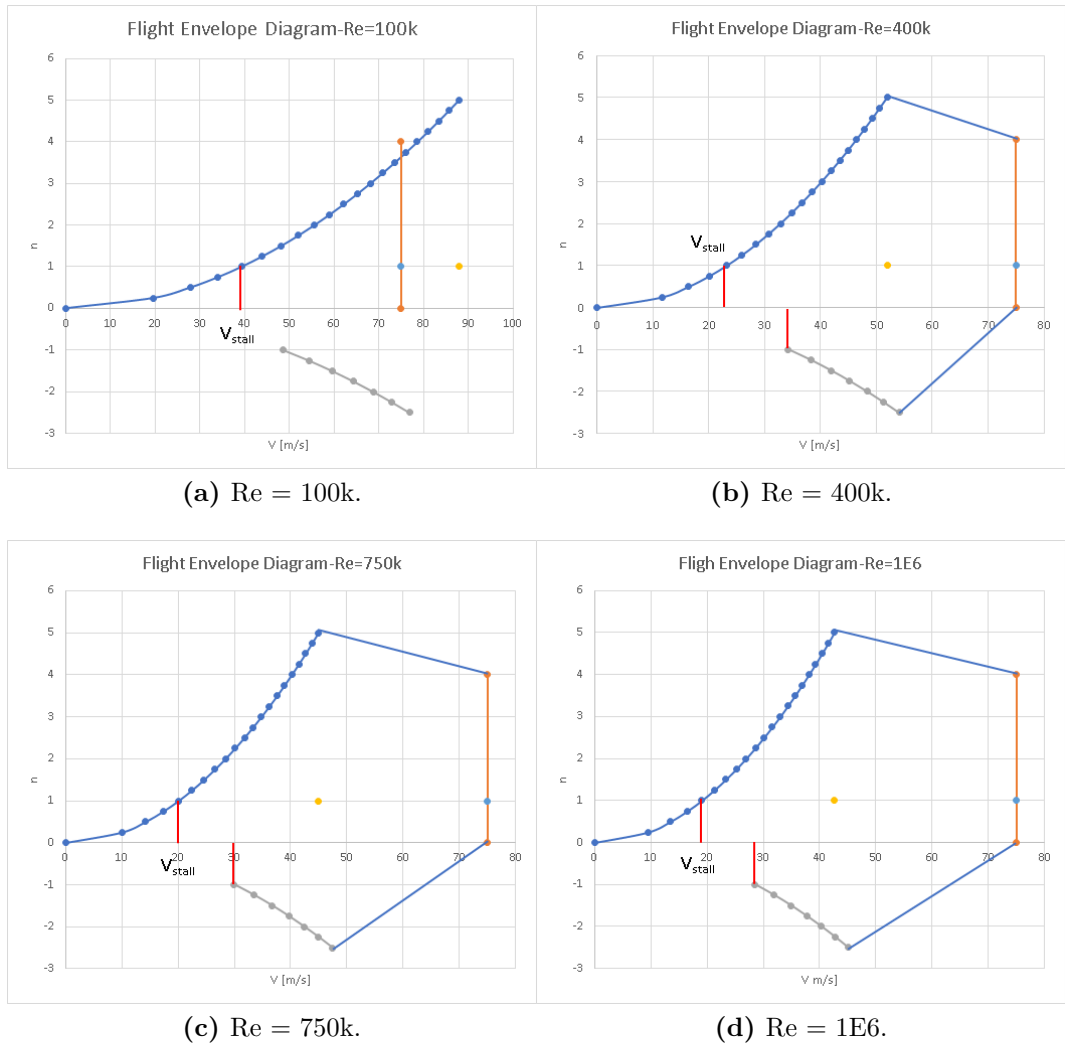 Flight Envelope Diagram-Re=100k
6
5
4
3
2
1
0
-1
-2
-3
n
0 10 20 30 40 50 60 70 80 90 100
V_stall
V [m/s]
(a) Re = 100k.
Flight Envelope Diagram-Re=400k
6
5
4
3
2
1
0
-1
-2
-3
n
V_stall
0 10 20 30 40 50 60 70 80
V [m/s]
(b) Re = 400k.
Flight Envelope Diagram-Re=750k
6
5
4
3
2
1
0
-1
-2
-3
n
0 10 20 30 40 50 60 70 80
V_stall
V [m/s]
(c) Re = 750k.
Fligh Envelope Diagram-Re=1E6
6
5
4
3
2
1
0
-1
-2
-3
n
0 10 20 30 40 50 60 70 80
V_stall
V m/s]
(d) Re = 1E6.